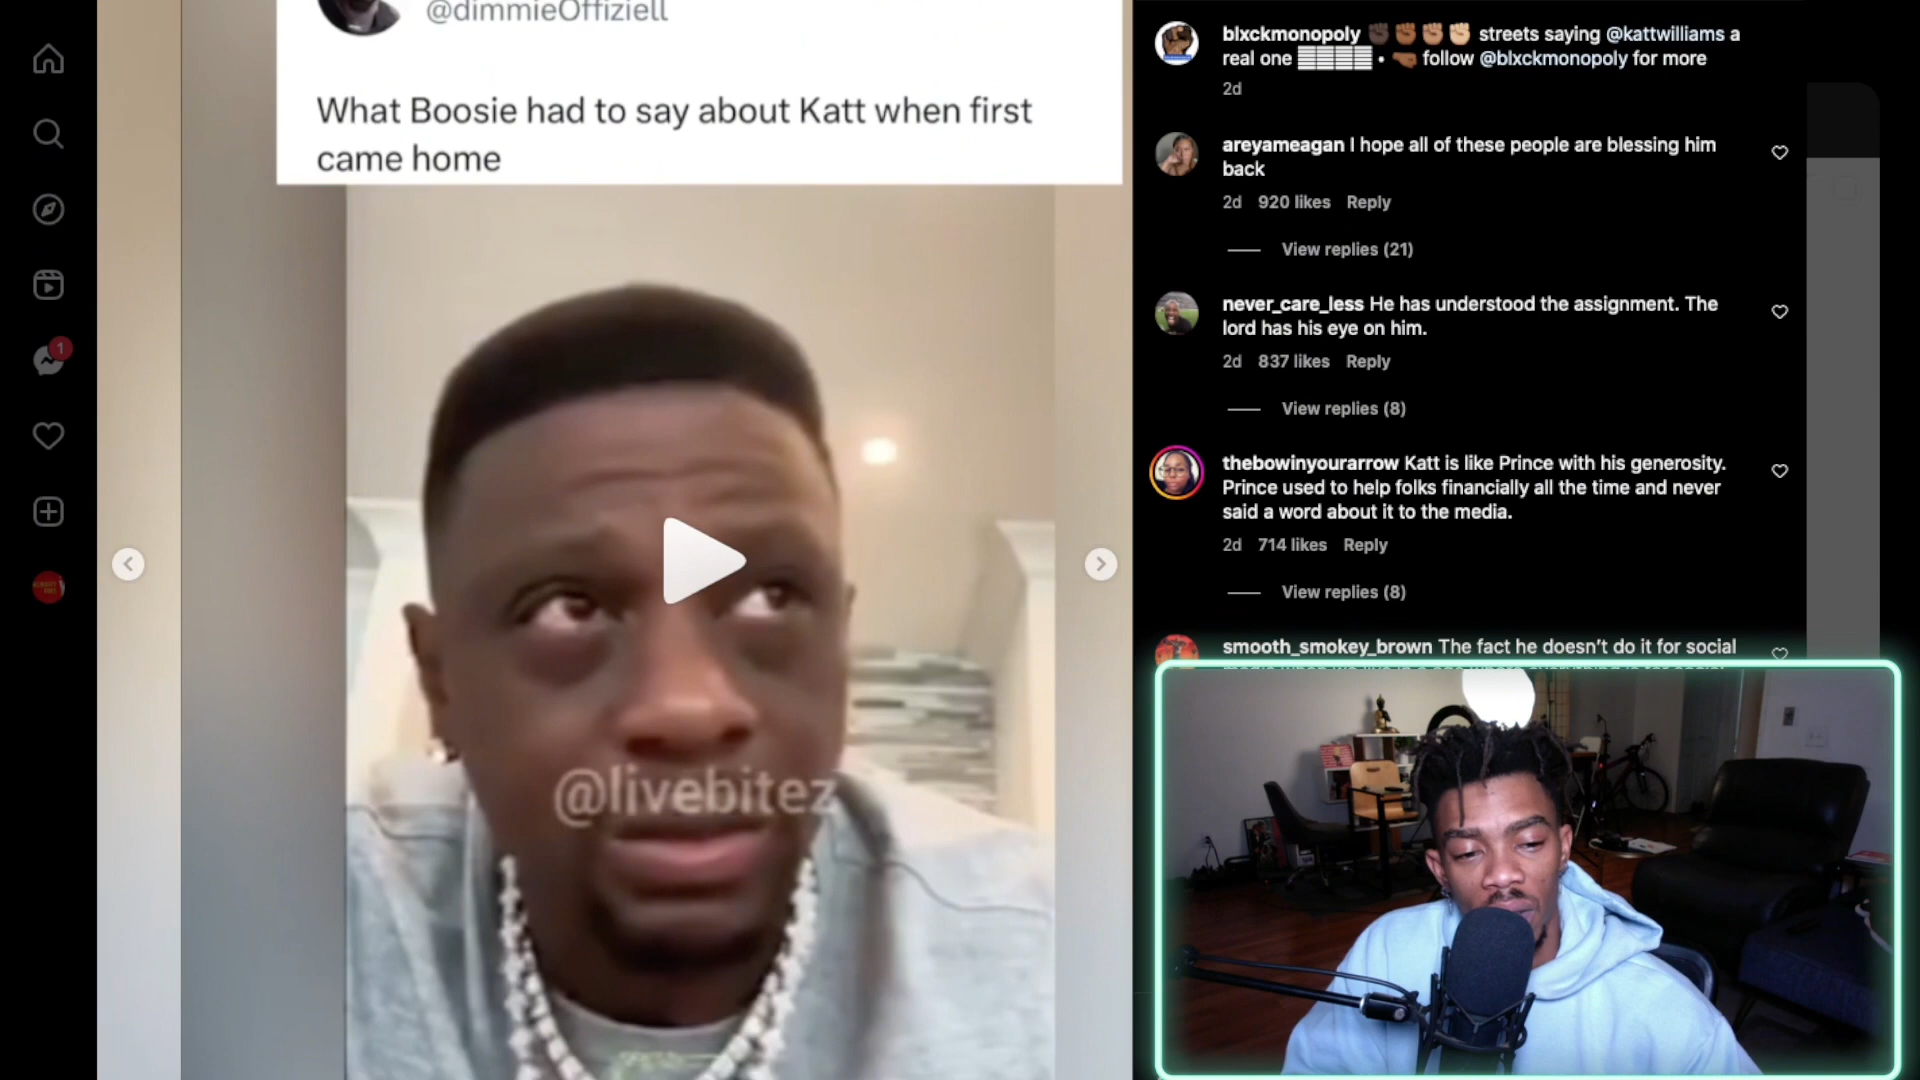 @dimmieOffiziell
What Boosie had to say about Katt when first
came home
@livebitez
blxckmonopoly ✊🏿✊🏾✊🏽✊🏼 streets saying @kattwilliams a
real one • follow @blxckmonopoly for more
2d
areyameagan I hope all of these people are blessing him
back
2d 920 likes Reply
View replies (21)
never_care_less He has understood the assignment. The
lord has his eye on him.
2d 837 likes Reply
View replies (8)
thebowinyourarrow Katt is like Prince with his generosity.
Prince used to help folks financially all the time and never
said a word about it to the media.
2d 714 likes Reply
View replies (8)
smooth_smokey_brown The fact he doesn’t do it for social
1